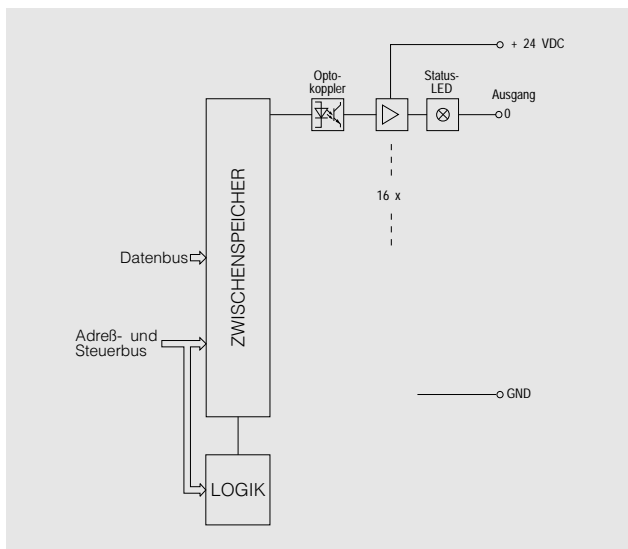 + 24 VDC
Opto-
koppler
Status-
LED
Ausgang
0
16 x
ZWISCHENSPEICHER
Datenbus
Adreß- und
Steuerbus
GND
LOGIK